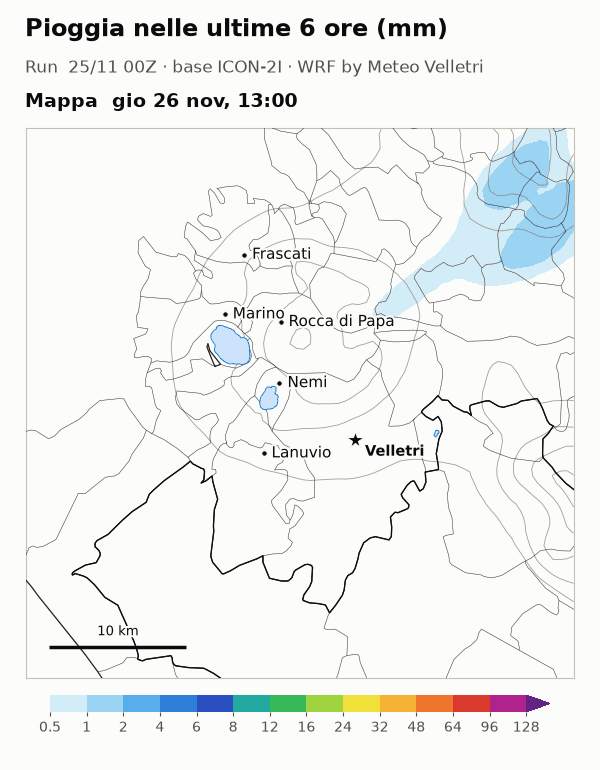 Pioggia nelle ultime 6 ore (mm)
Run  25/11 00Z · base ICON-2I · WRF by Meteo Velletri
Mappa  gio 26 nov, 13:00
Frascati
Marino
Rocca di Papa
Nemi
Velletri
Lanuvio
10 km
0.5 1 2 4 6 8 12 16 24 32 48 64 96 128